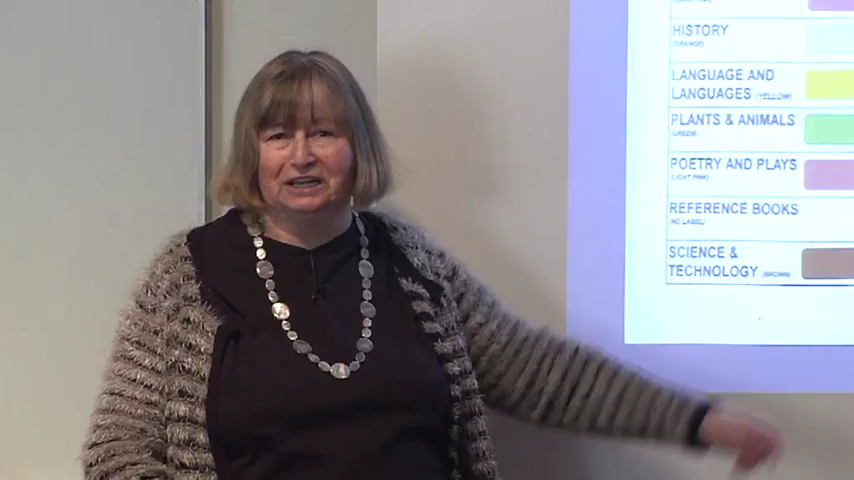 HISTORY
(ORANGE)
LANGUAGE AND
LANGUAGES (YELLOW)
PLANTS & ANIMALS
(GREEN)
POETRY AND PLAYS
(LIGHT PINK)
REFERENCE BOOKS
(NO LABEL)
SCIENCE &
TECHNOLOGY (BROWN)